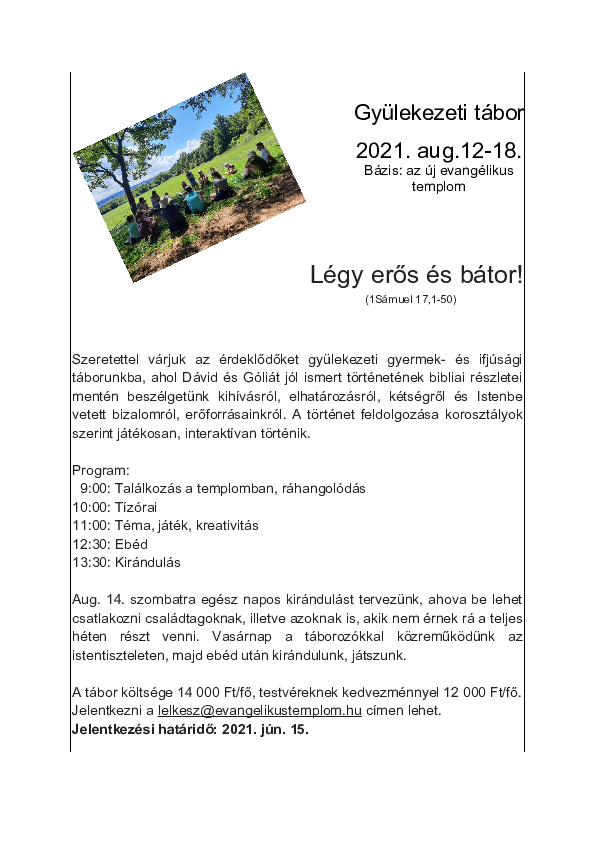 Gyülekezeti tábor
2021. aug.12-18.
Bázis: az új evangélikus
templom
Légy erős és bátor!
(1Sámuel 17,1-50)
Szeretettel várjuk az érdeklődőket gyülekezeti gyermek- és ifjúsági
táborunkba, ahol Dávid és Góliát jól ismert történetének bibliai részletei
mentén beszélgetünk kihívásról, elhatározásról, kétségről és Istenbe
vetett bizalomról, erőforrásainkról. A történet feldolgozása korosztályok
szerint játékosan, interaktívan történik.
Program:
9:00: Találkozás a templomban, ráhangolódás
10:00: Tízórai
11:00: Téma, játék, kreativitás
12:30: Ebéd
13:30: Kirándulás
Aug. 14. szombatra egész napos kirándulást tervezünk, ahova be lehet
csatlakozni családtagoknak, illetve azoknak is, akik nem érnek rá a teljes
héten részt venni. Vasárnap a táborozókkal közreműködünk az
istentiszteleten, majd ebéd után kirándulunk, játszunk.
A tábor költsége 14 000 Ft/fő, testvéreknek kedvezménnyel 12 000 Ft/fő.
Jelentkezni a lelkesz@evangelikustemplom.hu címen lehet.
Jelentkezési határidő: 2021. jún. 15.